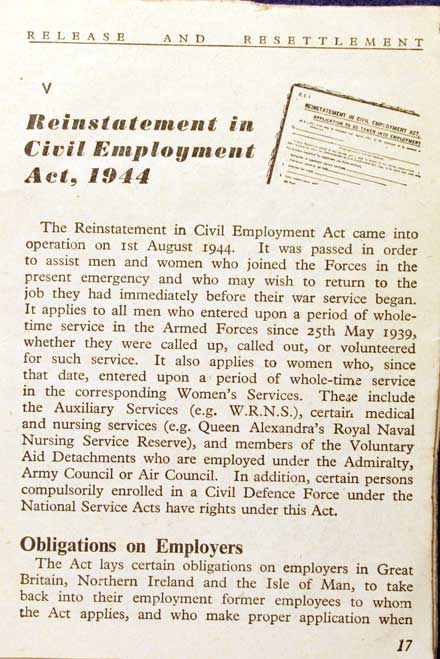 RELEASE AND RESETTLEMENT
V
Reinstatement in
Civil Employment
Act, 1944
R.E.1
REINSTATEMENT IN CIVIL EMPLOYMENT ACT,
APPLICATION TO BE TAKEN INTO EMPLOYMENT
The Reinstatement in Civil Employment Act came into
operation on 1st August 1944. It was passed in order
to assist men and women who joined the Forces in the
present emergency and who may wish to return to the
job they had immediately before their war service began.
It applies to all men who entered upon a period of whole-
time service in the Armed Forces since 25th May 1939,
whether they were called up, called out, or volunteered
for such service. It also applies to women who, since
that date, entered upon a period of whole-time service
in the corresponding Women's Services. These include
the Auxiliary Services (e.g. W.R.N.S.), certain medical
and nursing services (e.g. Queen Alexandra's Royal Naval
Nursing Service Reserve), and members of the Voluntary
Aid Detachments who are employed under the Admiralty,
Army Council or Air Council. In addition, certain persons
compulsorily enrolled in a Civil Defence Force under the
National Service Acts have rights under this Act.
Obligations on Employers
The Act lays certain obligations on employers in Great
Britain, Northern Ireland and the Isle of Man, to take
back into their employment former employees to whom
the Act applies, and who make proper application when
17